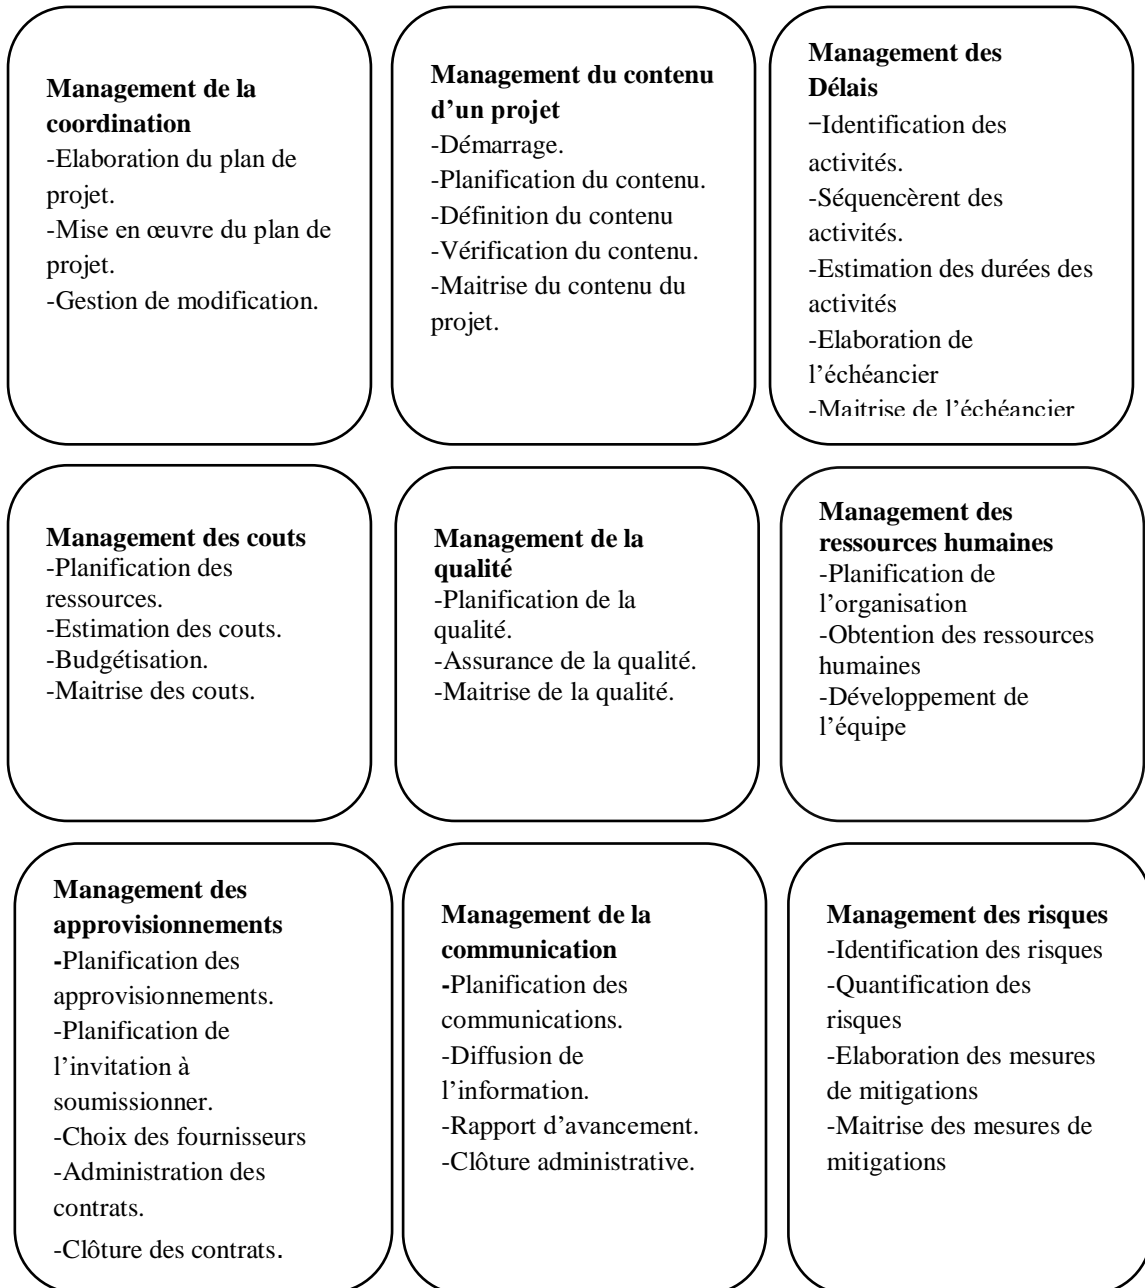 Management de la
coordination
-Elaboration du plan de
projet.
-Mise en œuvre du plan de
projet.
-Gestion de modification.
Management du contenu
d’un projet
-Démarrage.
-Planification du contenu.
-Définition du contenu
-Vérification du contenu.
-Maitrise du contenu du
projet.
Management des
Délais
-Identification des
activités.
-Séquencèrent des
activités.
-Estimation des durées des
activités
-Elaboration de
l’échéancier
-Maitrise de l’échéancier
Management des couts
-Planification des
ressources.
-Estimation des couts.
-Budgétisation.
-Maitrise des couts.
Management de la
qualité
-Planification de la
qualité.
-Assurance de la qualité.
-Maitrise de la qualité.
Management des
ressources humaines
-Planification de
l’organisation
-Obtention des ressources
humaines
-Développement de
l’équipe
Management des
approvisionnements
-Planification des
approvisionnements.
-Planification de
l’invitation à
soumissionner.
-Choix des fournisseurs
-Administration des
contrats.
-Clôture des contrats.
Management de la
communication
-Planification des
communications.
-Diffusion de
l’information.
-Rapport d’avancement.
-Clôture administrative.
Management des risques
-Identification des risques
-Quantification des
risques
-Elaboration des mesures
de mitigations
-Maitrise des mesures de
mitigations